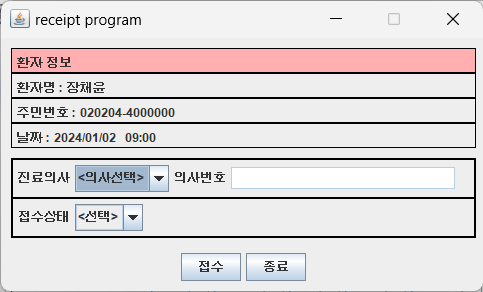 receipt program
환자 정보
환자명 : 장채윤
주민번호 : 020204-4000000
날짜 : 2024/01/02 09:00
진료의사 <의사선택> 의사번호
접수상태 <선택>
접수 종료